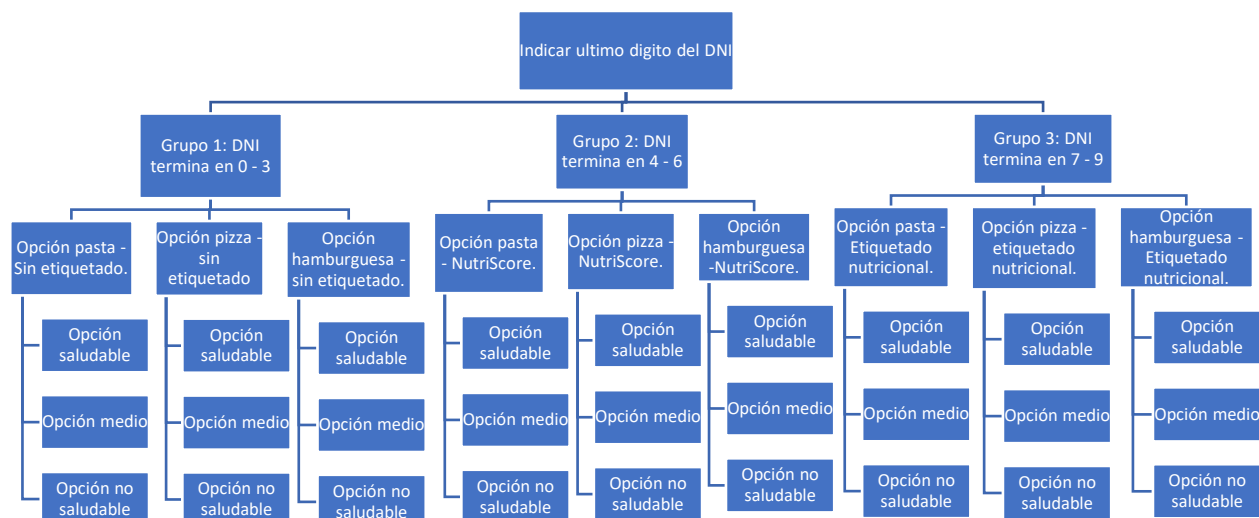 Indicar ultimo digito del DNI
Grupo 1: DNI
termina en 0 - 3
Grupo 2: DNI
termina en 4 - 6
Grupo 3: DNI
termina en 7 - 9
Opción pasta -
Sin etiquetado.
Opción pizza -
sin
etiquetado
Opción
hamburguesa -
sin etiquetado.
Opción pasta
- NutriScore.
Opción pizza -
NutriScore.
Opción
hamburguesa
-NutriScore.
Opción pasta -
Etiquetado
nutricional.
Opción pizza -
etiquetado
nutricional.
Opción
hamburguesa -
Etiquetado
nutricional.
Opción
saludable
Opción
saludable
Opción
saludable
Opción
saludable
Opción
saludable
Opción
saludable
Opción
saludable
Opción
saludable
Opción
saludable
Opción medio
Opción medio
Opción medio
Opción medio
Opción medio
Opción medio
Opción medio
Opción medio
Opción medio
Opción no
saludable
Opción no
saludable
Opción no
saludable
Opción no
saludable
Opción no
saludable
Opción no
saludable
Opción no
saludable
Opción no
saludable
Opción no
saludable